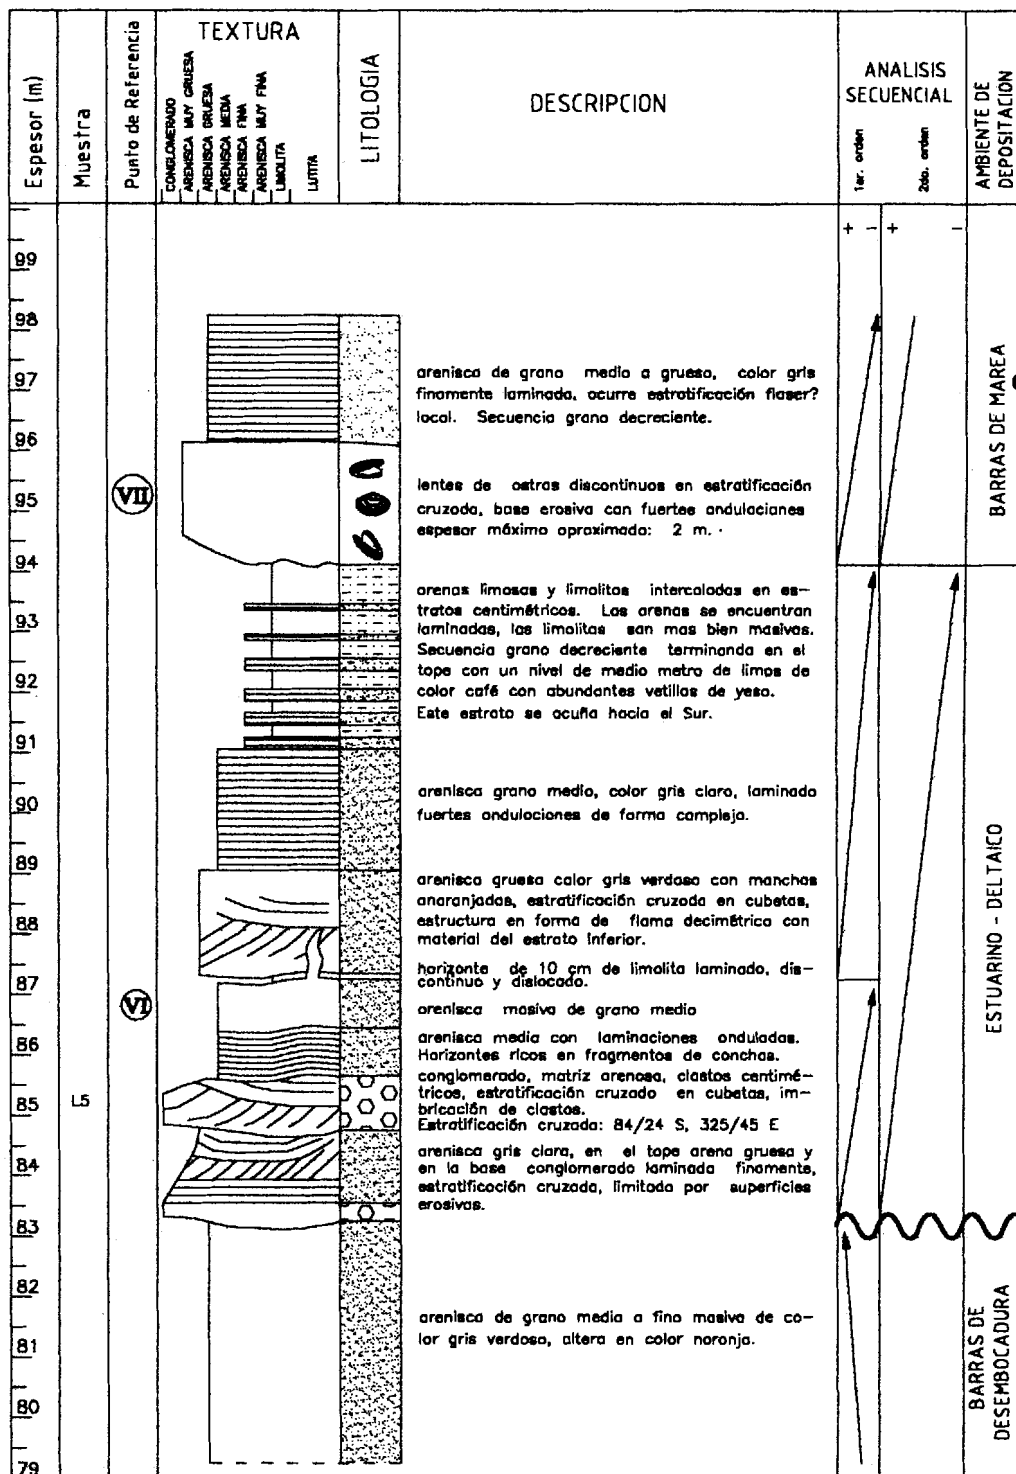 Espesor (m)
Muestra
Punto de Referencia
TEXTURA
CONGLOMERADO
ARENISCA MUY GRUESA
ARENISCA GRUESA
ARENISCA MEDIA
ARENISCA FINA
ARENISCA MUY FINA
LIMOLITA
LUTITA
LITOLOGIA
DESCRIPCION
ANALISIS
SECUENCIAL
1er. orden
2do. orden
AMBIENTE DE
DEPOSITACION
+ - + -
99
98
97
96
95
94
93
92
91
90
89
88
87
86
85
84
83
82
81
80
79
L5
VII
VI
arenisca de grano media a grueso, color gris
finamente laminada, ocurre estratificación flaser?
local. Secuencia grano decreciente.
lentes de ostras discontinuos en estratificación
cruzada, base erosiva con fuertes ondulaciones
espesor máximo aproximado: 2 m.
arenas limosas y limolitas intercaladas en es-
tratos centimétricos. Las arenas se encuentran
laminadas, las limolitas son mas bien masivas.
Secuencia grano decreciente terminando en el
tope con un nivel de medio metro de limos de
color café con abundantes vetillas de yeso.
Este estrato se acuña hacia el Sur.
arenisca grano medio, color gris claro, laminado
fuertes ondulaciones de forma compleja.
arenisca gruesa color gris verdoso con manchas
anaranjadas, estratificación cruzada en cubetas,
estructura en forma de flama decimétrica con
material del estrato inferior.
horizonte de 10 cm de limolita laminado, dis-
continuo y dislocado.
arenisca masiva de grano medio
arenisca media con laminaciones onduladas.
Horizontes ricos en fragmentos de conchas.
conglomerado, matriz arenosa, clastos centimé-
tricos, estratificación cruzado en cubetas, im-
bricación de clastos.
Estratificación cruzada: 84/24 S, 325/45 E
arenisca gris clara, en el tope arena gruesa y
en la base conglomerado laminada finamente,
estratificación cruzada, limitada por superficies
erosivas.
arenisca de grano media a fino masiva de co-
lor gris verdoso, altera en color naronja.
BARRAS DE MAREA
ESTUARINO - DELTAICO
BARRAS DE
DESEMBOCADURA